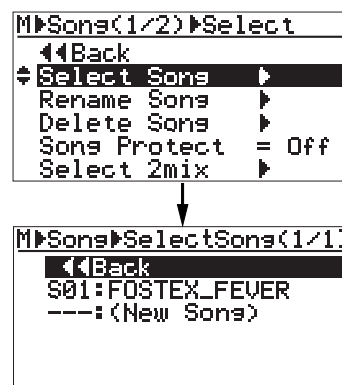 M▶Song(1/2)▶Select
◀◀Back
Select Song ▶
Rename Song ▶
Delete Song ▶
Song Protect = Off
Select 2mix ▶
M▶Song▶SelectSong(1/1)
◀◀Back
S01:FOSTEX_FEVER
---:(New Song)